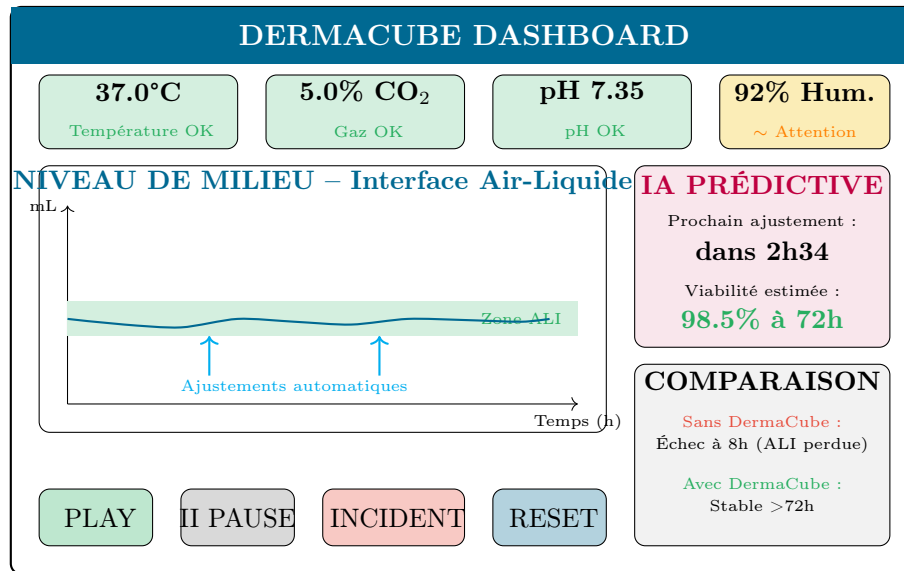 DERMACUBE DASHBOARD
37.0°C
Température OK
5.0% CO₂
Gaz OK
pH 7.35
pH OK
92% Hum.
∼ Attention
NIVEAU DE MILIEU – Interface Air-Liquide
mL
Zone ALI
Ajustements automatiques
Temps (h)
IA PRÉDICTIVE
Prochain ajustement :
dans 2h34
Viabilité estimée :
98.5% à 72h
COMPARAISON
Sans DermaCube :
Échec à 8h (ALI perdue)
Avec DermaCube :
Stable >72h
PLAY
II PAUSE
INCIDENT
RESET